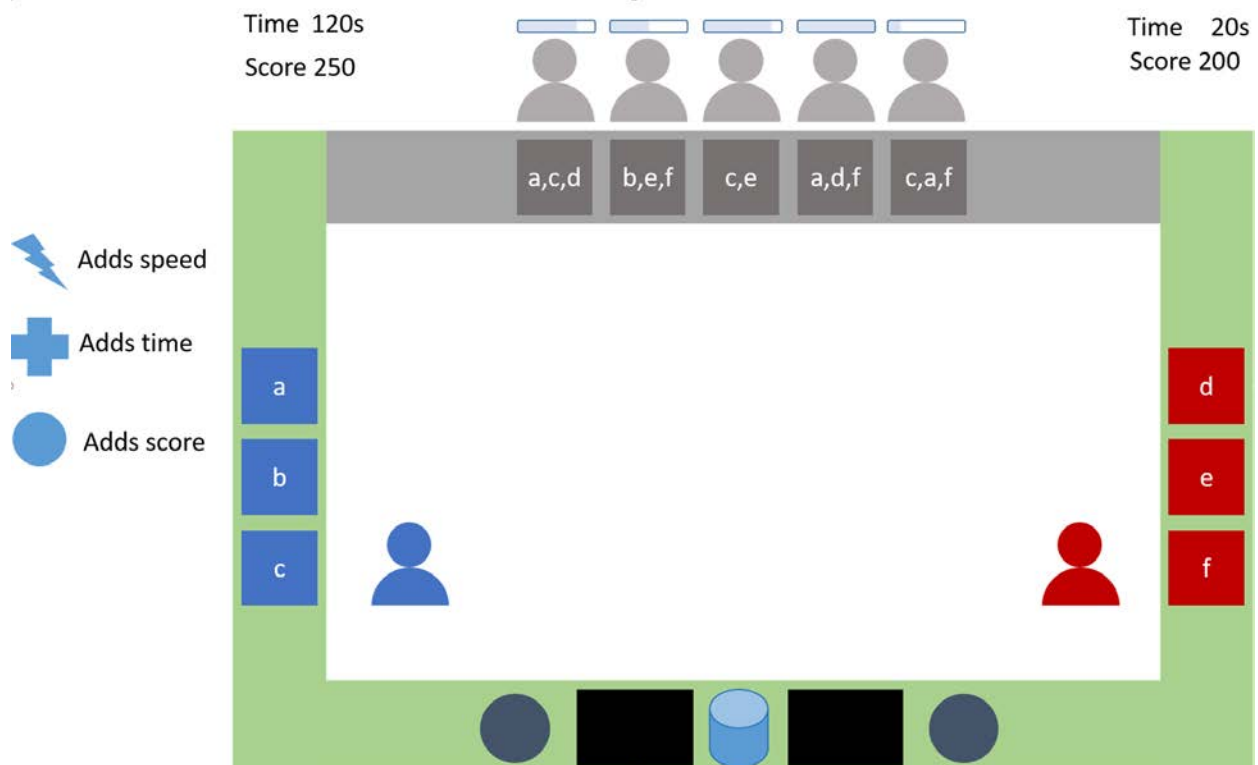 Time 120s
Score 250
Time 20s
Score 200
a,c,d
b,e,f
c,e
a,d,f
c,a,f
Adds speed
Adds time
Adds score
a
b
c
d
e
f